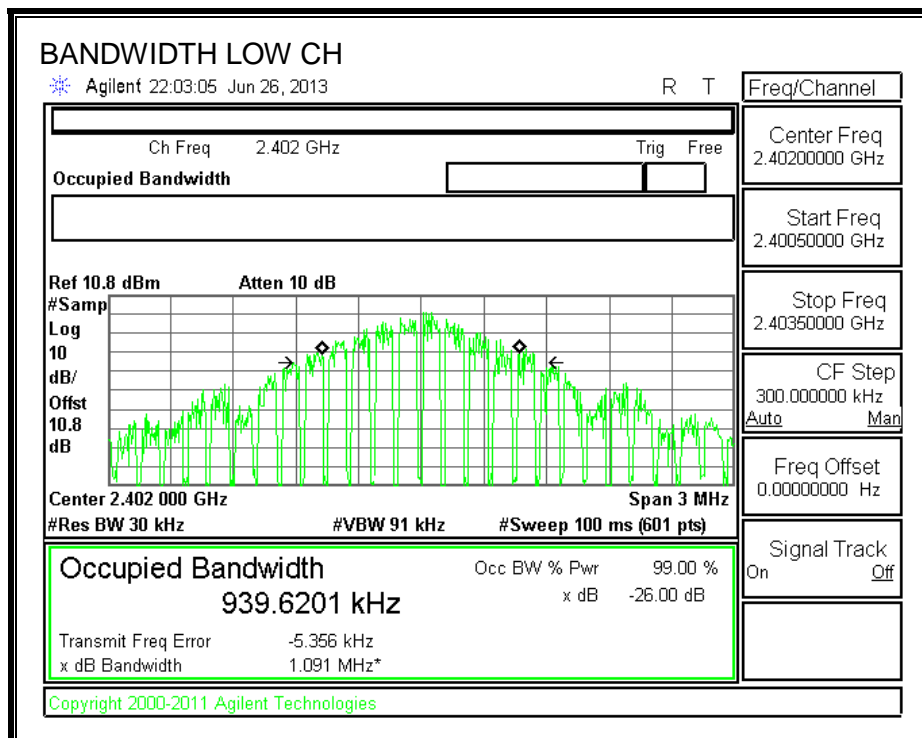 BANDWIDTH LOW CH
Agilent 22:03:05 Jun 26, 2013 R T
Ch Freq 2.402 GHz Trig Free
Occupied Bandwidth
Ref 10.8 dBm Atten 10 dB
#Samp
Log
10
dB/
Offst
10.8
dB
Center 2.402 000 GHz Span 3 MHz
#Res BW 30 kHz #VBW 91 kHz #Sweep 100 ms (601 pts)
Occupied Bandwidth Occ BW % Pwr 99.00 %
939.6201 kHz x dB -26.00 dB
Transmit Freq Error -5.356 kHz
x dB Bandwidth 1.091 MHz*
Copyright 2000-2011 Agilent Technologies
Freq/Channel
Center Freq
2.40200000 GHz
Start Freq
2.40050000 GHz
Stop Freq
2.40350000 GHz
CF Step
300.000000 kHz
Auto Man
Freq Offset
0.00000000 Hz
Signal Track
On Off